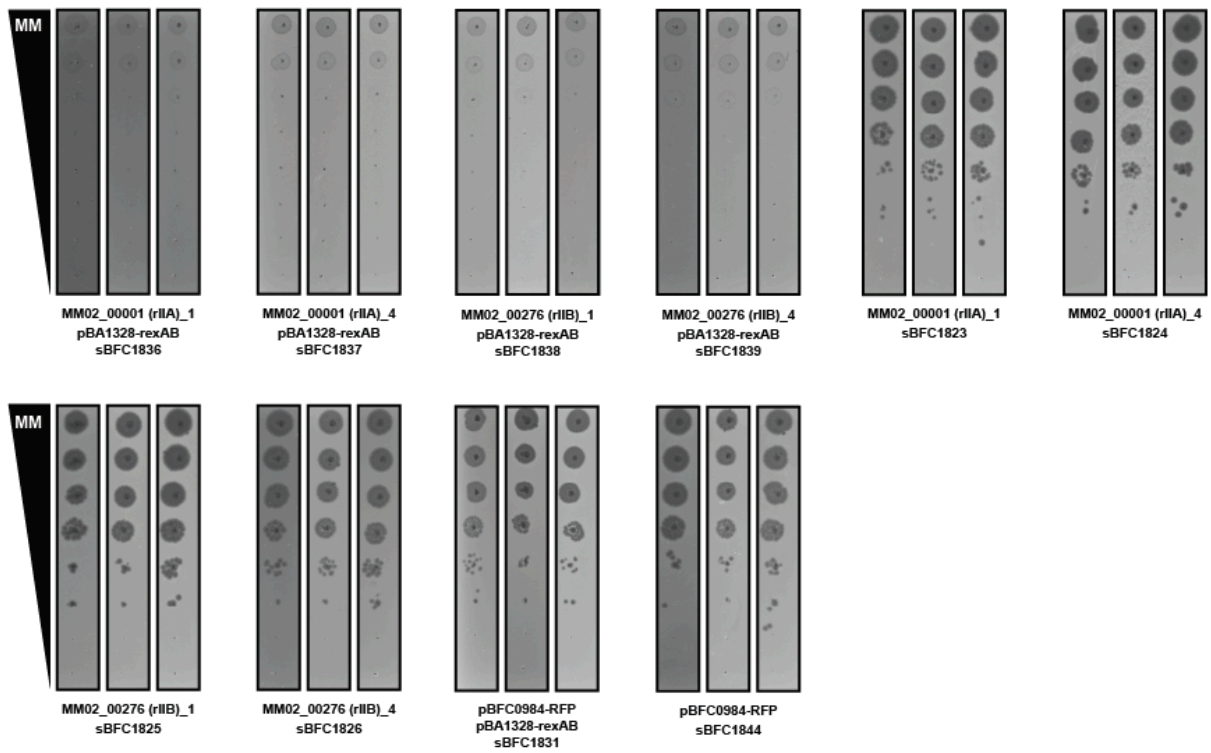 MM
MM02_00001 (rIIA)_1
pBA1328-rexAB
sBFC1836
MM02_00001 (rIIA)_4
pBA1328-rexAB
sBFC1837
MM02_00276 (rIIB)_1
pBA1328-rexAB
sBFC1838
MM02_00276 (rIIB)_4
pBA1328-rexAB
sBFC1839
MM02_00001 (rIIA)_1
sBFC1823
MM02_00001 (rIIA)_4
sBFC1824
MM
MM02_00276 (rIIB)_1
sBFC1825
MM02_00276 (rIIB)_4
sBFC1826
pBFC0984-RFP
pBA1328-rexAB
sBFC1831
pBFC0984-RFP
sBFC1844